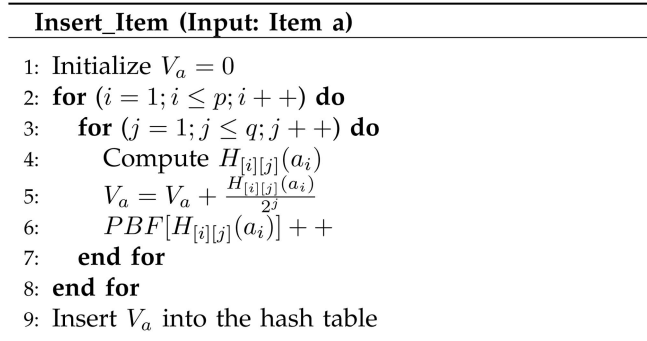 Insert_Item (Input: Item a)
1: Initialize V_a = 0
2: for (i = 1; i ≤ p; i + +) do
3: for (j = 1; j ≤ q; j + +) do
4: Compute H_{[i][j]}(a_i)
5: V_a = V_a + \frac{H_{[i][j]}(a_i)}{2^j}
6: PBF[H_{[i][j]}(a_i)] + +
7: end for
8: end for
9: Insert V_a into the hash table